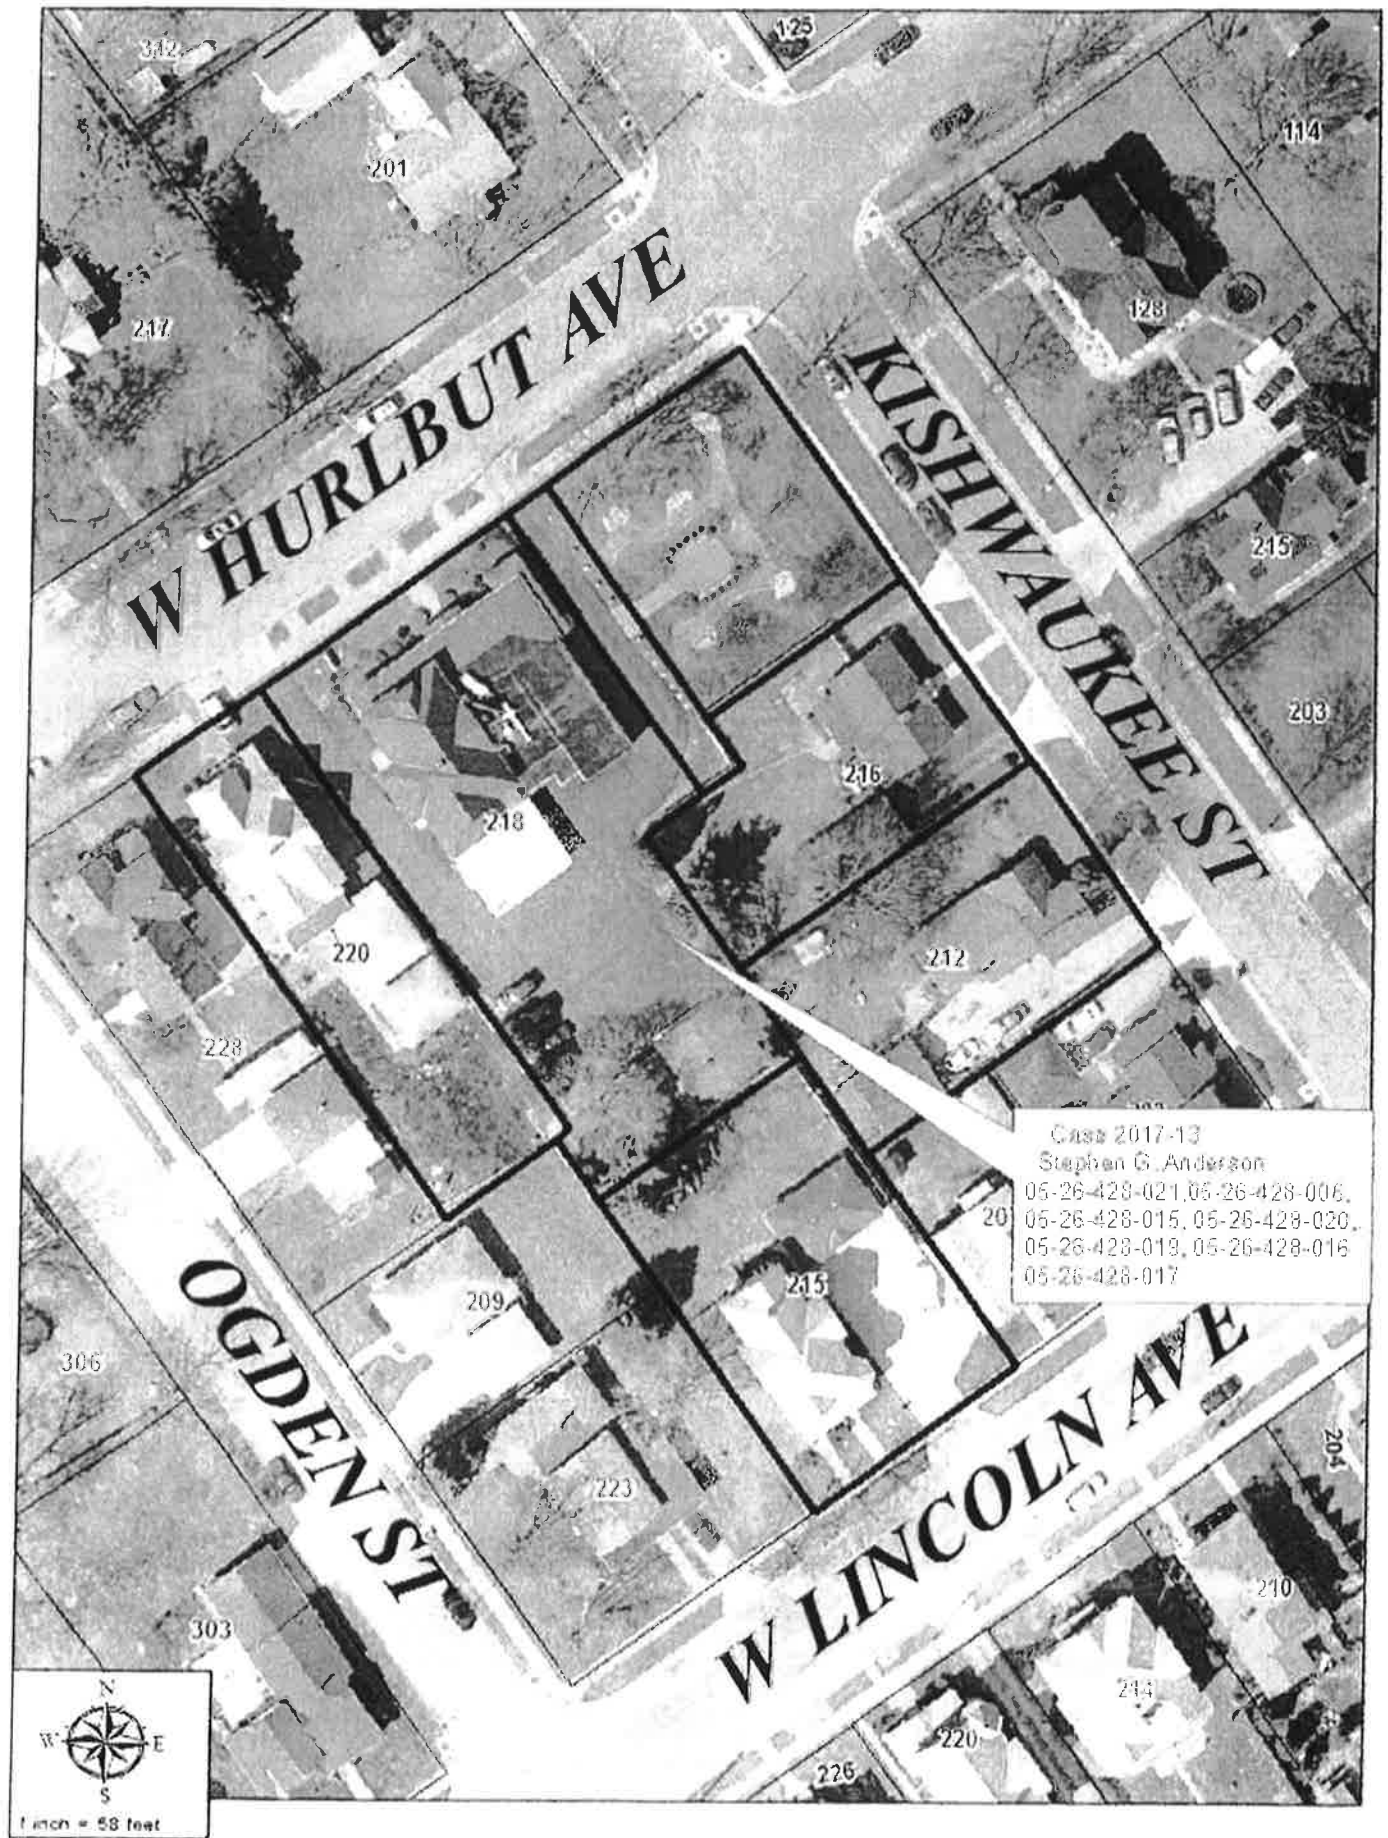 312
125
114
201
128
217
W HURLBUT AVE
KISHWAUKEE ST
215
203
216
218
212
220
228
Case 2017-13
Stephen G. Anderson
05-26-428-021, 05-26-428-006,
05-26-428-015, 05-26-428-020,
05-26-428-019, 05-26-428-016
05-26-428-017
20
215
209
OGDEN ST
306
W LINCOLN AVE
204
223
210
303
214
220
226
N
W E
S
1 inch = 58 feet